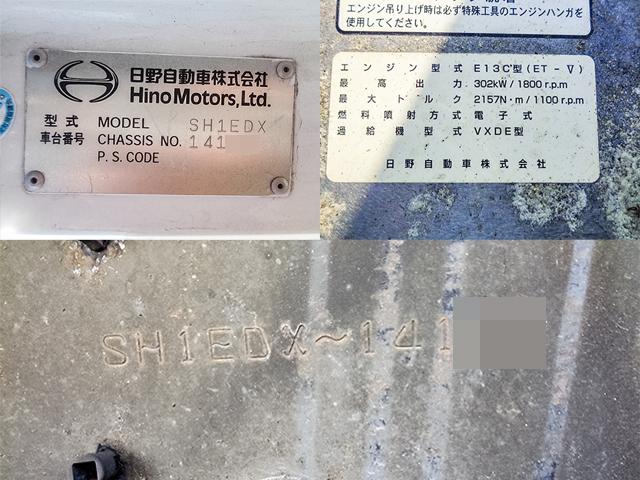 日野自動車株式会社
Hino Motors, Ltd.
型式 MODEL SH1EDX
車台番号 CHASSIS NO. 141
P.S. CODE
エンジン吊り上げ時は必ず特殊工具のエンジンハンガを
使用してください。
エンジン型式 E13C型(ET-Ⅴ)
最高出力 302kW/1800r.p.m
最大トルク 2157N・m/1100r.p.m
燃料噴射方式 電子式
過給機型式 VXDE型
日野自動車株式会社
SH1EDX~141